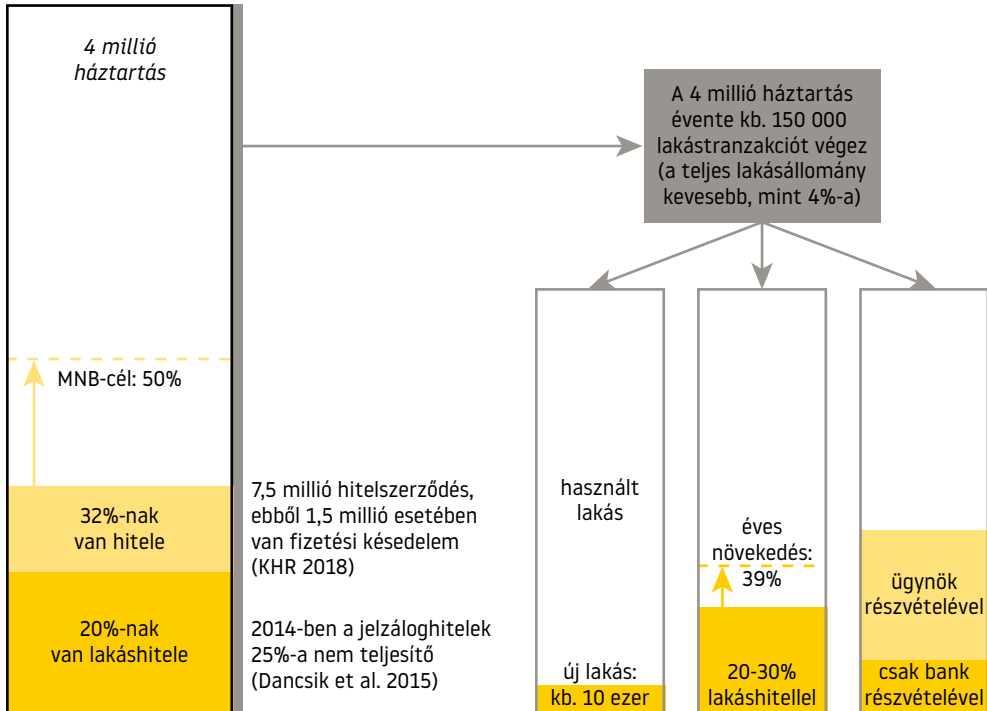 4 millió
háztartás
MNB-cél: 50%
32%-nak
van hitele
20%-nak
van lakáshitele
7,5 millió hitelszerződés,
ebből 1,5 millió esetében
van fizetési késedelem
(KHR 2018)
2014-ben a jelzáloghitelek
25%-a nem teljesítő
(Dancsik et al. 2015)
A 4 millió háztartás
évente kb. 150 000
lakástranzakciót végez
(a teljes lakásállomány
kevesebb, mint 4%-a)
használt
lakás
új lakás:
kb. 10 ezer
éves
növekedés:
39%
20-30%
lakáshitellel
ügynök
részvételével
csak bank
részvételével